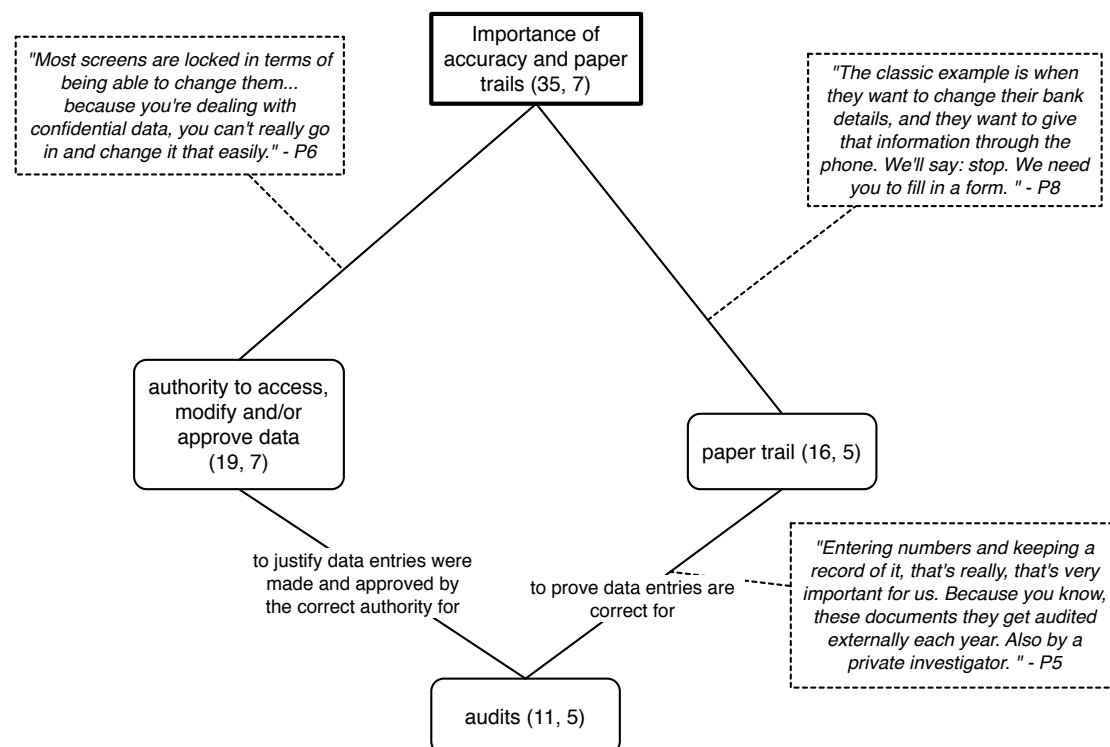 Importance of
accuracy and paper
trails (35, 7)
"Most screens are locked in terms of
being able to change them...
because you're dealing with
confidential data, you can't really go
in and change it that easily." - P6
"The classic example is when
they want to change their bank
details, and they want to give
that information through the
phone. We'll say: stop. We need
you to fill in a form. " - P8
authority to access,
modify and/or
approve data
(19, 7)
paper trail (16, 5)
to justify data entries were
made and approved by
the correct authority for
to prove data entries are
correct for
"Entering numbers and keeping a
record of it, that's really, that's very
important for us. Because you know,
these documents they get audited
externally each year. Also by a
private investigator. " - P5
audits (11, 5)